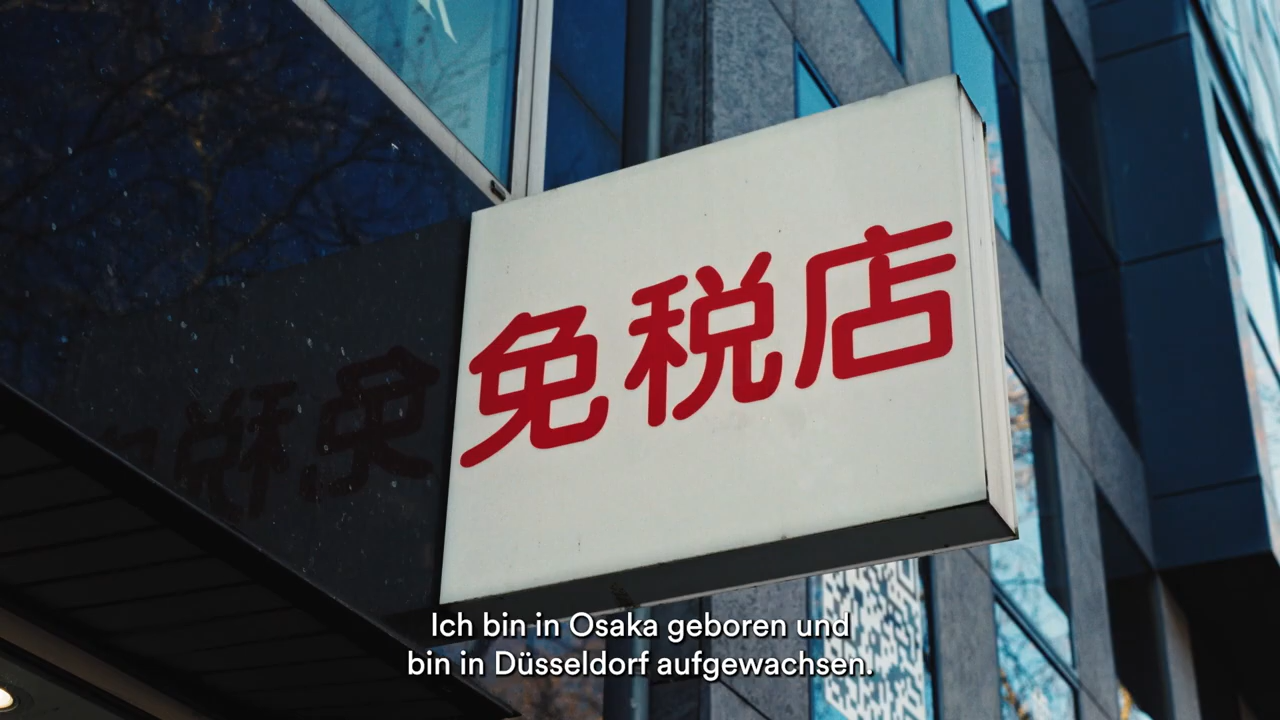 免税店
Ich bin in Osaka geboren und
bin in Düsseldorf aufgewachsen.